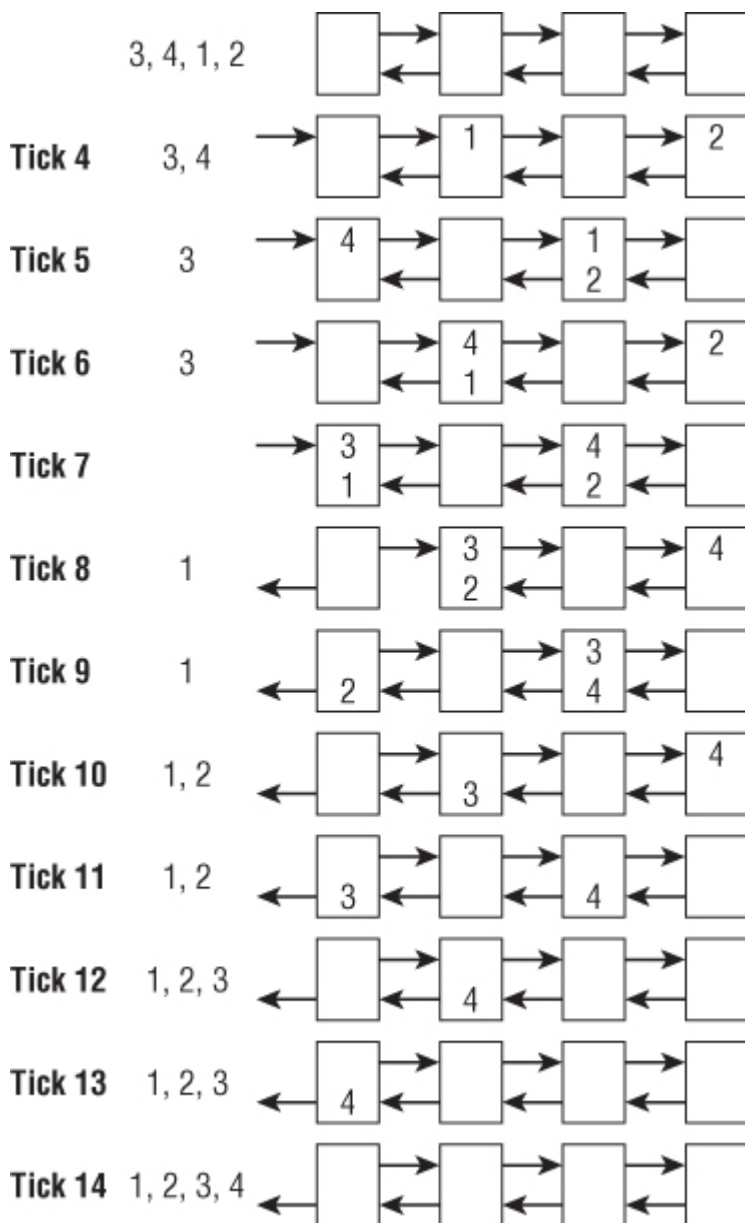 3, 4, 1, 2
Tick 4 3, 4 1 2
Tick 5 3 4 1
2
Tick 6 3 4 2
1
Tick 7 3 4
1 2
Tick 8 1 3 4
2
Tick 9 1 3
2 4
Tick 10 1, 2 4
3
Tick 11 1, 2
3 4
Tick 12 1, 2, 3
4
Tick 13 1, 2, 3
4
Tick 14 1, 2, 3, 4